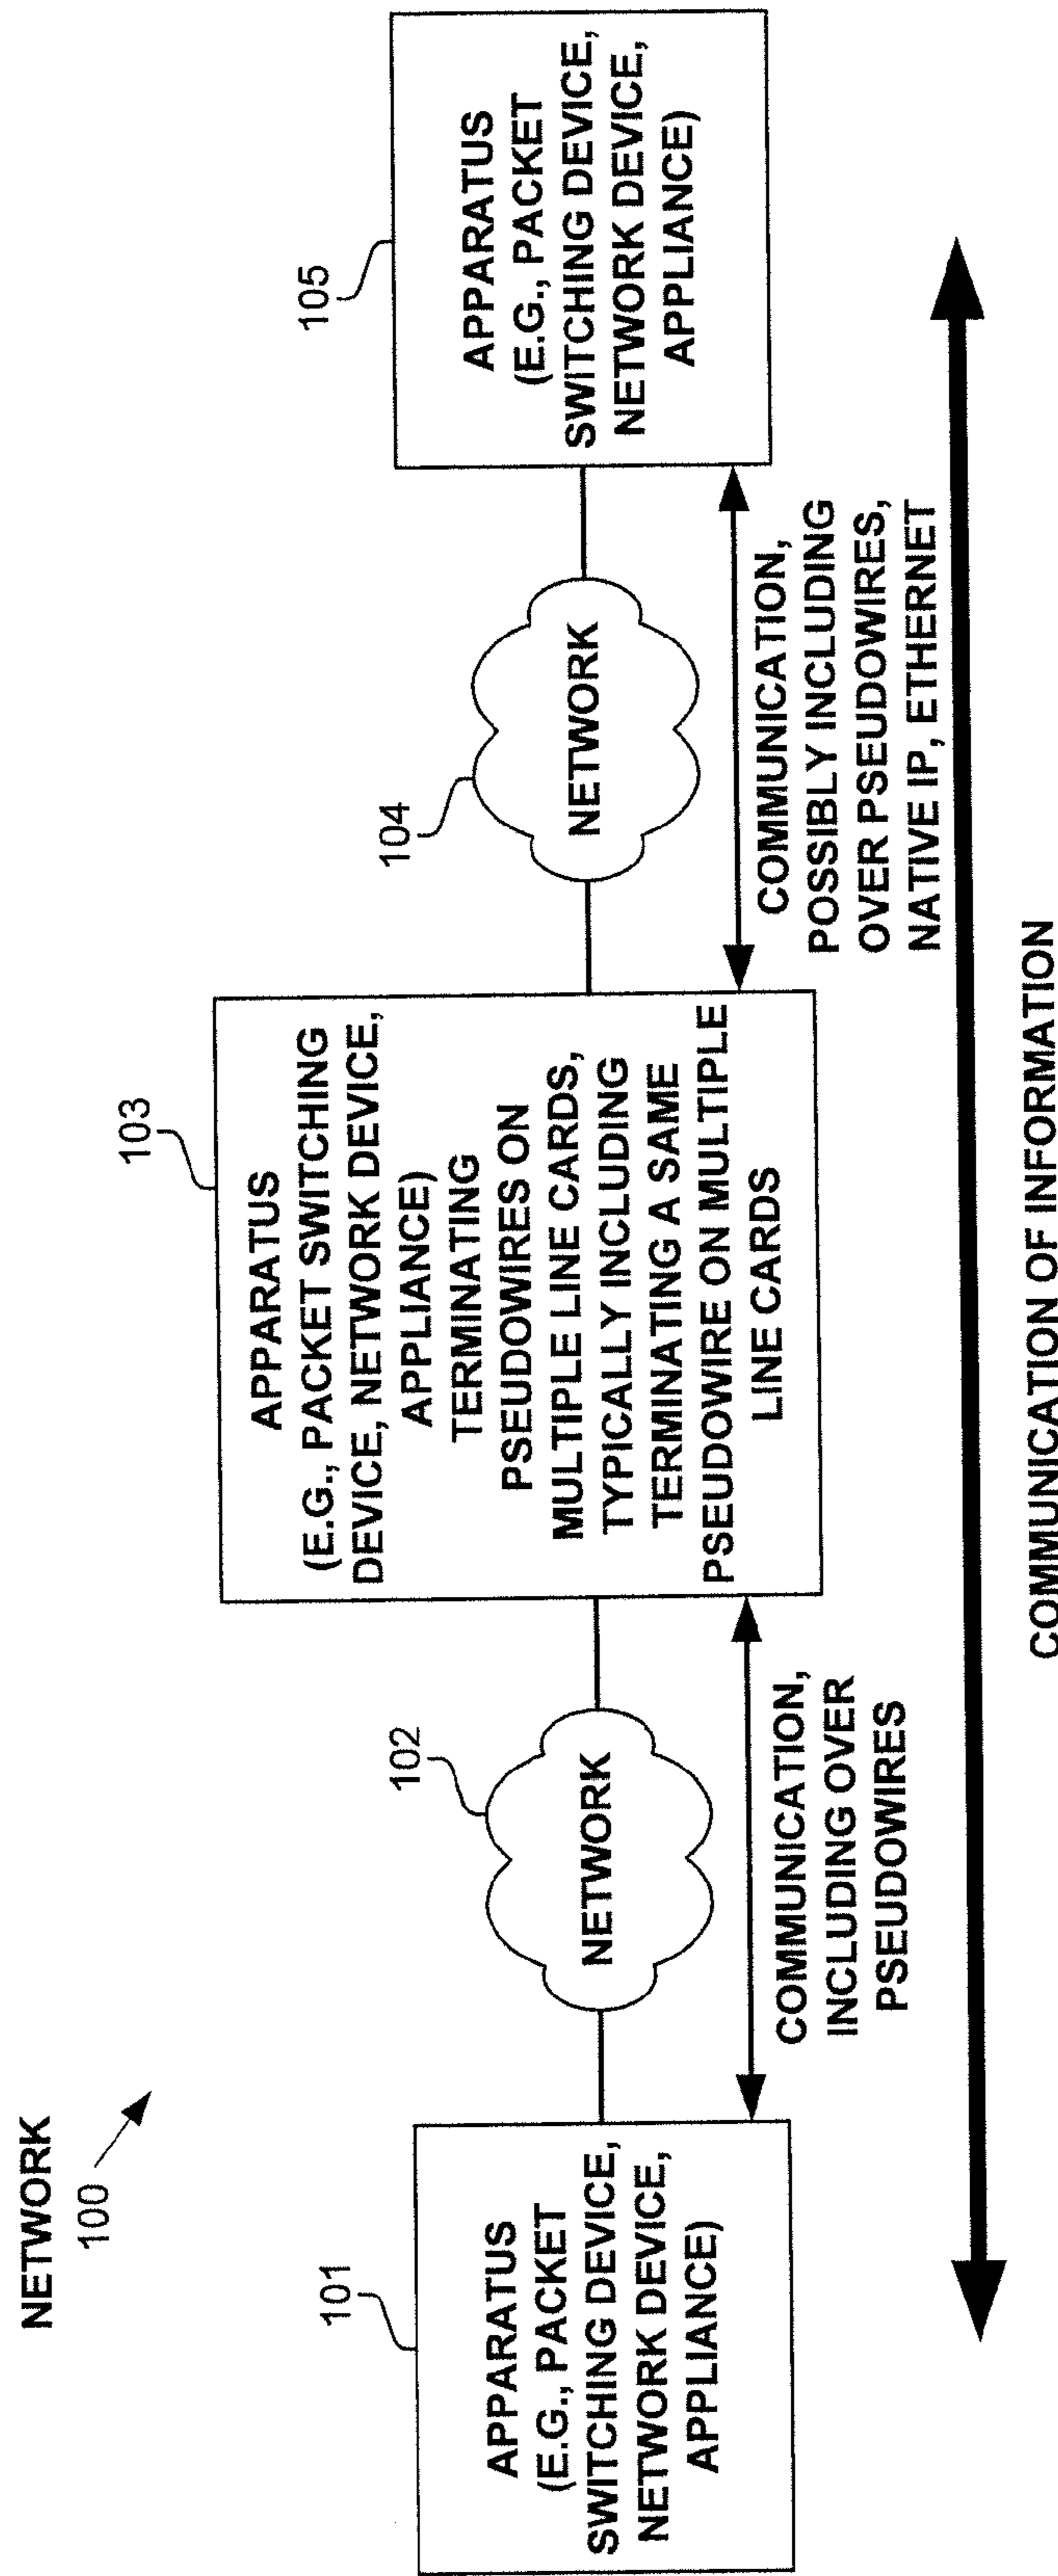 NETWORK
100
101
APPARATUS
(E.G., PACKET
SWITCHING DEVICE,
NETWORK DEVICE,
APPLIANCE)
102
NETWORK
COMMUNICATION,
INCLUDING OVER
PSEUDOWIRES
103
APPARATUS
(E.G., PACKET SWITCHING
DEVICE, NETWORK DEVICE,
APPLIANCE)
TERMINATING
PSEUDOWIRES ON
MULTIPLE LINE CARDS,
TYPICALLY INCLUDING
TERMINATING A SAME
PSEUDOWIRE ON MULTIPLE
LINE CARDS
104
NETWORK
COMMUNICATION,
POSSIBLY INCLUDING
OVER PSEUDOWIRES,
NATIVE IP, ETHERNET
105
APPARATUS
(E.G., PACKET
SWITCHING DEVICE,
NETWORK DEVICE,
APPLIANCE)
COMMUNICATION OF INFORMATION